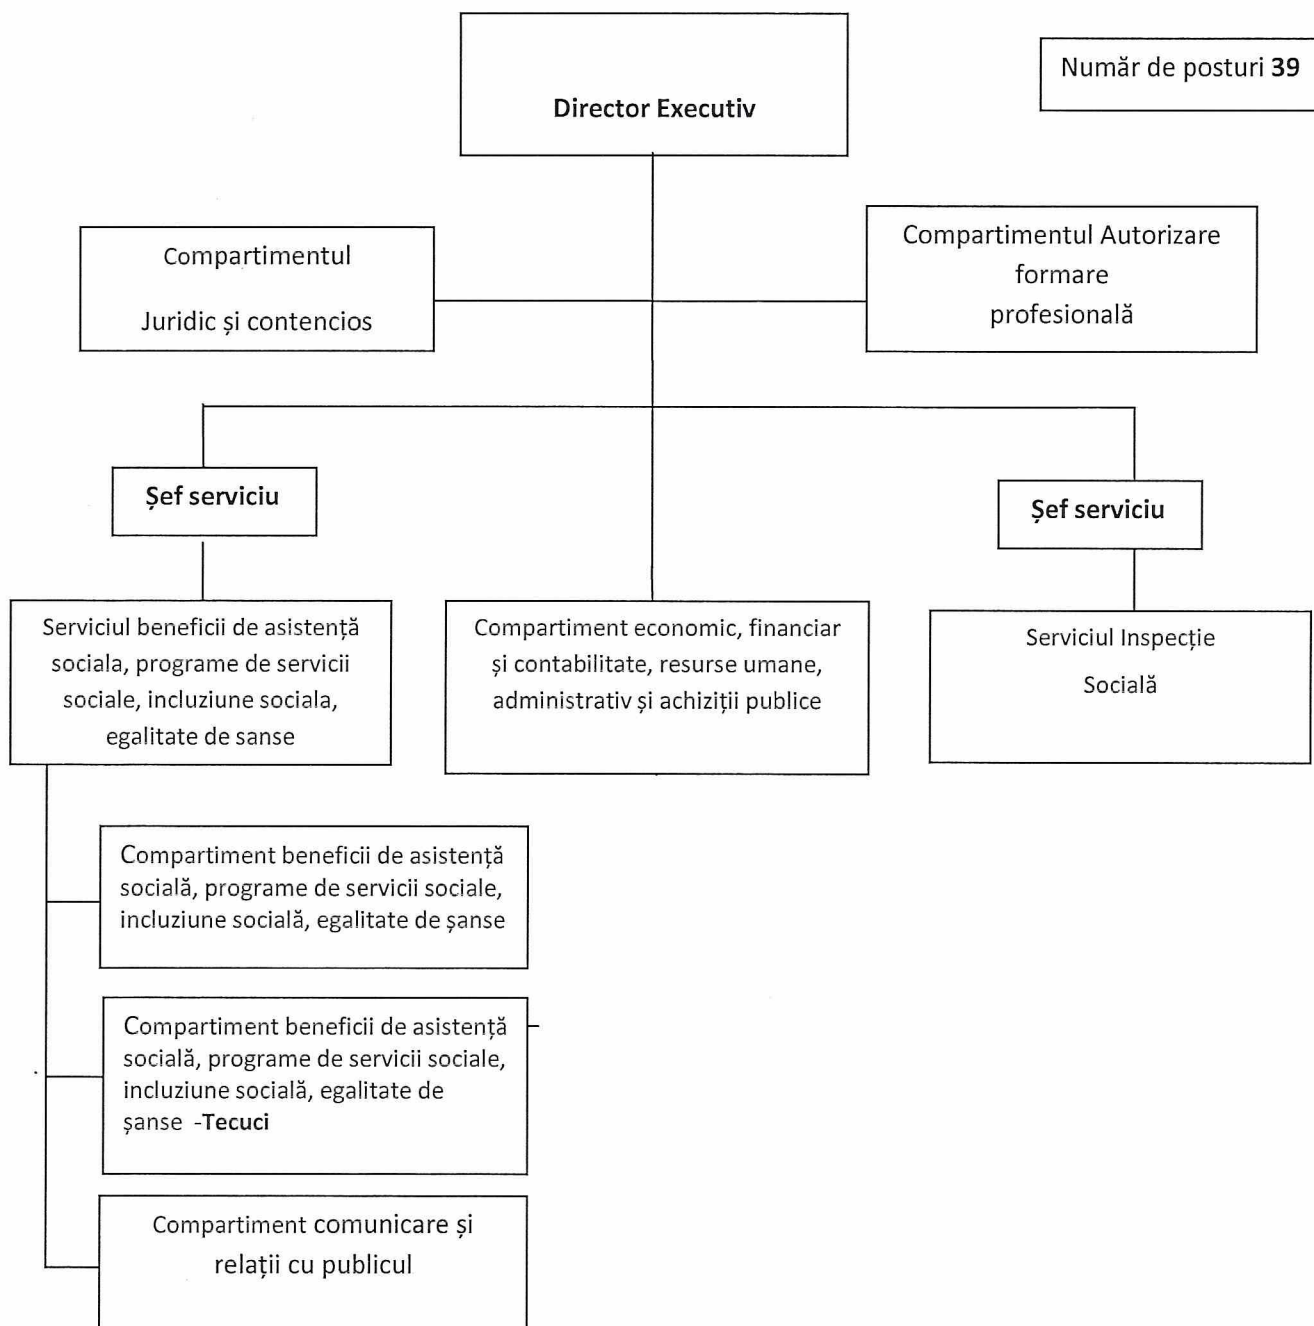 Director Executiv
Număr de posturi 39
Compartimentul
Juridic și contencios
Compartimentul Autorizare
formare
profesională
Șef serviciu
Șef serviciu
Serviciul beneficii de asistență
sociala, programe de servicii
sociale, incluziune sociala,
egalitate de sanse
Compartiment economic, financiar
și contabilitate, resurse umane,
administrativ și achiziții publice
Serviciul Inspecție
Socială
Compartiment beneficii de asistență
socială, programe de servicii sociale,
incluziune socială, egalitate de șanse
Compartiment beneficii de asistență
socială, programe de servicii sociale,
incluziune socială, egalitate de
șanse -Tecuci
Compartiment comunicare și
relații cu publicul